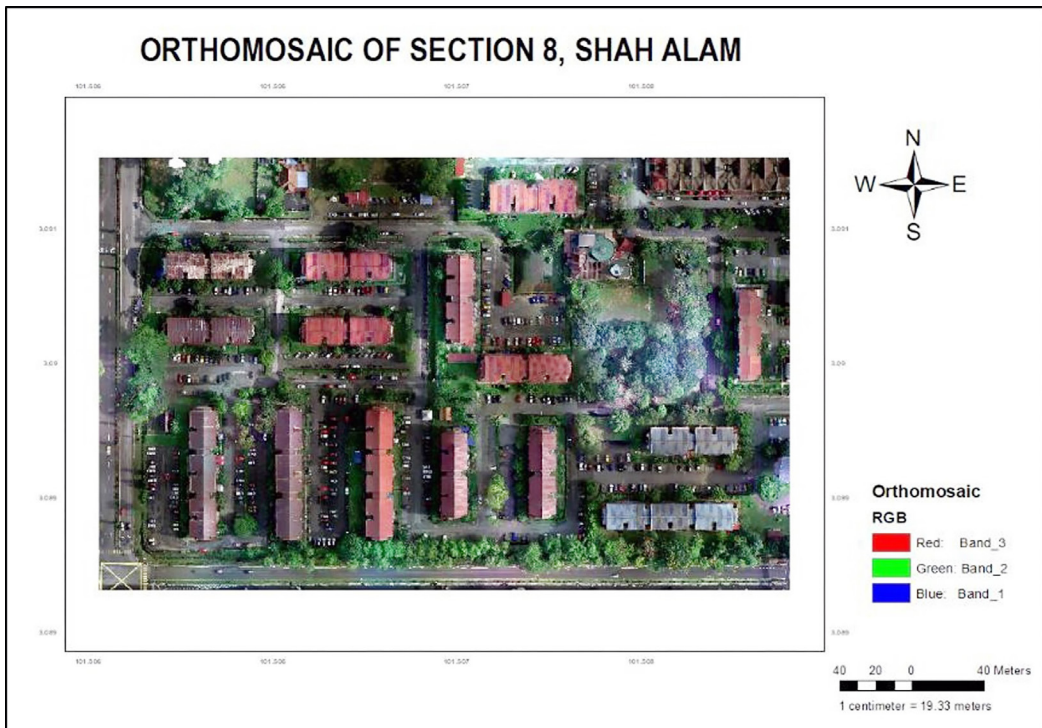 ORTHOMOSAIC OF SECTION 8, SHAH ALAM
N
W E
S
Orthomosaic
RGB
Red: Band_3
Green: Band_2
Blue: Band_1
40 20 0 40 Meters
1 centimeter = 19.33 meters